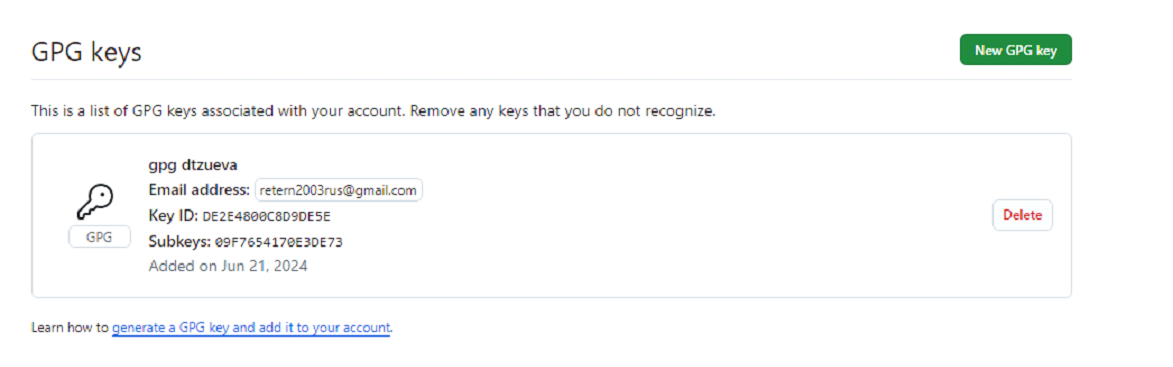 GPG keys
New GPG key
This is a list of GPG keys associated with your account. Remove any keys that you do not recognize.
gpg dtzueva
Email address: retern2003rus@gmail.com
Key ID: DE2E4800C8D9DE5E
GPG
Subkeys: 09F7654170E3DE73
Added on Jun 21, 2024
Delete
Learn how to generate a GPG key and add it to your account.